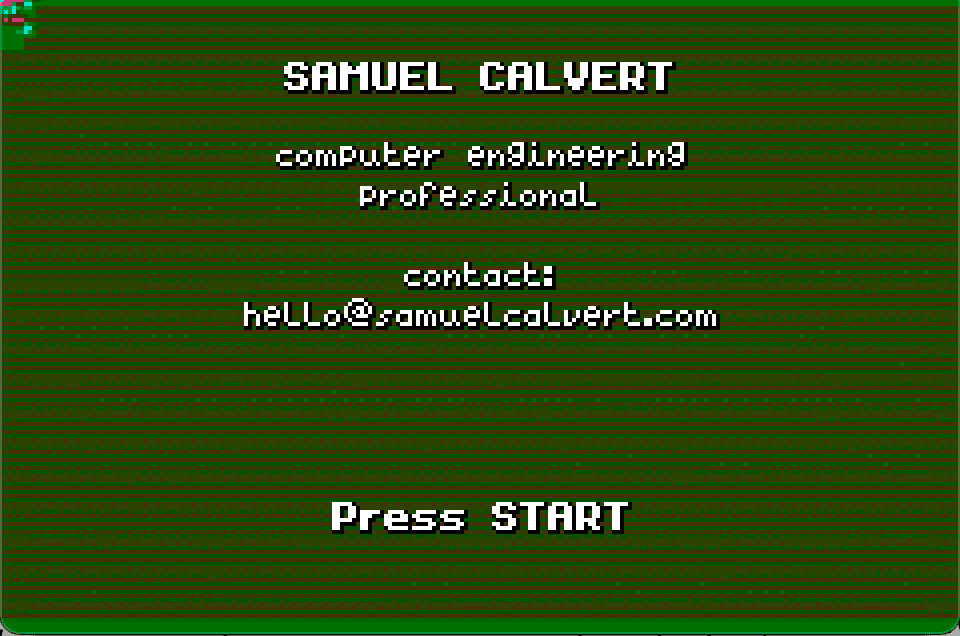 SAMUEL CALVERT
computer engineering
professional
contact:
hello@samuelcalvert.com
Press START